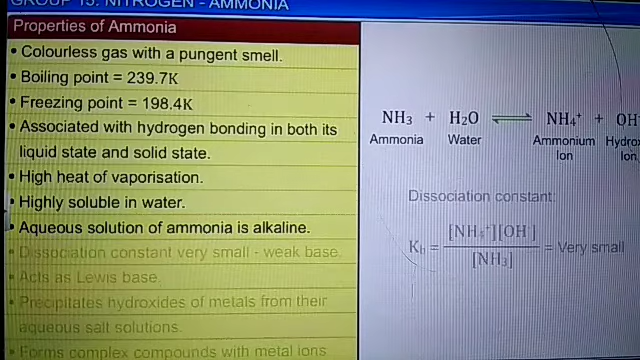 GROUP 15: NITROGEN - AMMONIA
Properties of Ammonia
• Colourless gas with a pungent smell.
• Boiling point = 239.7K
• Freezing point = 198.4K
• Associated with hydrogen bonding in both its
liquid state and solid state.
• High heat of vaporisation.
• Highly soluble in water.
• Aqueous solution of ammonia is alkaline.
• Dissociation constant very small - weak base.
• Acts as Lewis base.
• Precipitates hydroxides of metals from their
aqueous salt solutions.
• Forms complex compounds with metal ions
NH₃ + H₂O ⇌ NH₄⁺ + OH⁻
Ammonia Water Ammonium Hydrox
Ion Ion
Dissociation constant:
K_b = [NH₄⁺][OH⁻] / [NH₃] = Very small